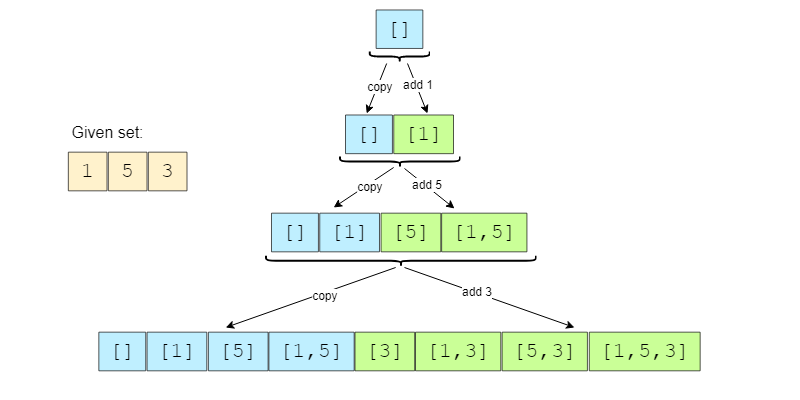 []
copy add 1
Given set:
[] [1]
1 5 3
copy add 5
[] [1] [5] [1,5]
copy add 3
[] [1] [5] [1,5] [3] [1,3] [5,3] [1,5,3]